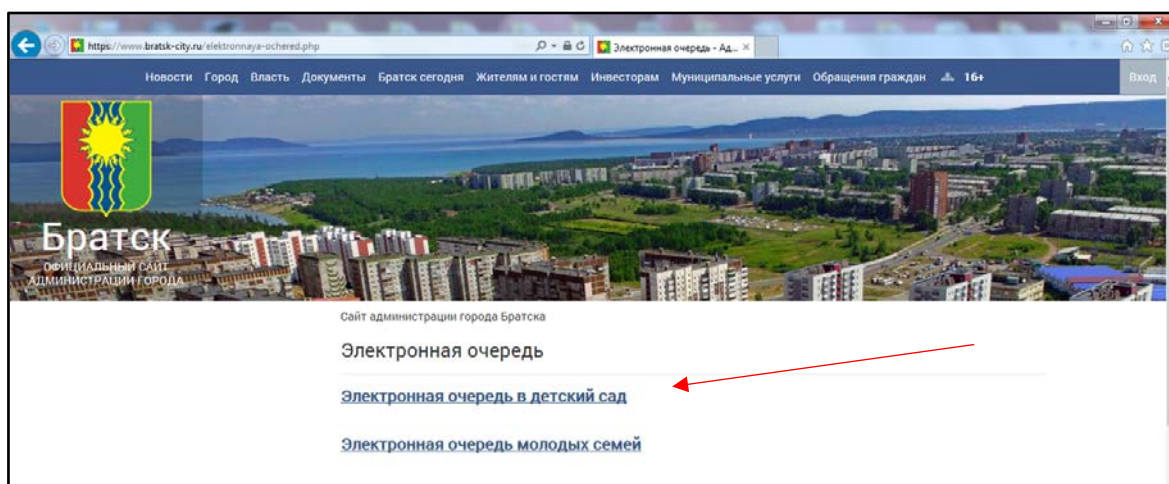 https://www.bratsk-city.ru/elektronnaya-ochered.php
Электронная очередь - Ад...
Новости Город Власть Документы Братск сегодня Жителям и гостям Инвесторам Муниципальные услуги Обращения граждан 16+ Вход
Братск
ОФИЦИАЛЬНЫЙ САЙТ
АДМИНИСТРАЦИИ ГОРОДА
Сайт администрации города Братска
Электронная очередь
Электронная очередь в детский сад
Электронная очередь молодых семей